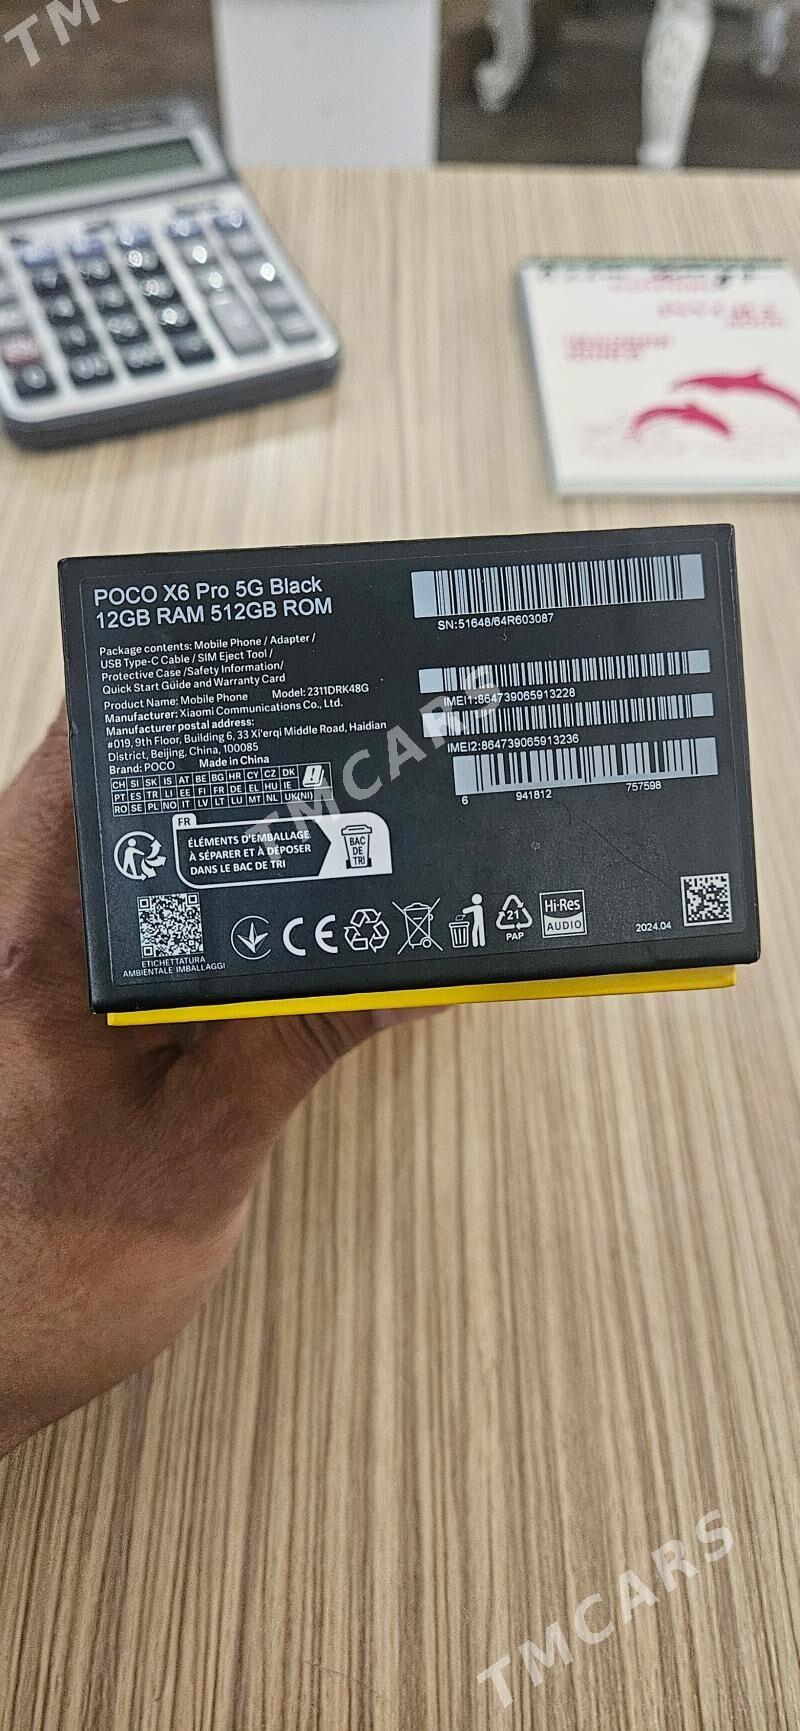 TMCARS
POCO X6 Pro 5G Black
12GB RAM 512GB ROM
Package contents: Mobile Phone / Adapter /
USB Type-C Cable / SIM Eject Tool /
Protective Case /Safety Information/
Quick Start Guide and Warranty Card
Product Name: Mobile Phone Model: 2311DRK48G
Manufacturer: Xiaomi Communications Co., Ltd.
Manufacturer postal address:
#019, 9th Floor, Building 6, 33 Xi'erqi Middle Road, Haidian
District, Beijing, China, 100085
Brand: POCO Made in China
CH SI SK IS AT BE BG HR CY CZ DK
PT ES TR LI EE FI FR DE EL HU IE
RO SE PL NO IT LV LT LU MT NL UK(NI)
SN:51648/64R603087
IMEI1:864739065913228
IMEI2:864739065913236
6 941812 757598
FR
ÉLÉMENTS D'EMBALLAGE
À SÉPARER ET À DÉPOSER
DANS LE BAC DE TRI
BAC
DE
TRI
ETICHETTATURA
AMBIENTALE IMBALLAGGI
CE
21
PAP
Hi-Res
AUDIO
2024.04
TMCARS
TMCARS